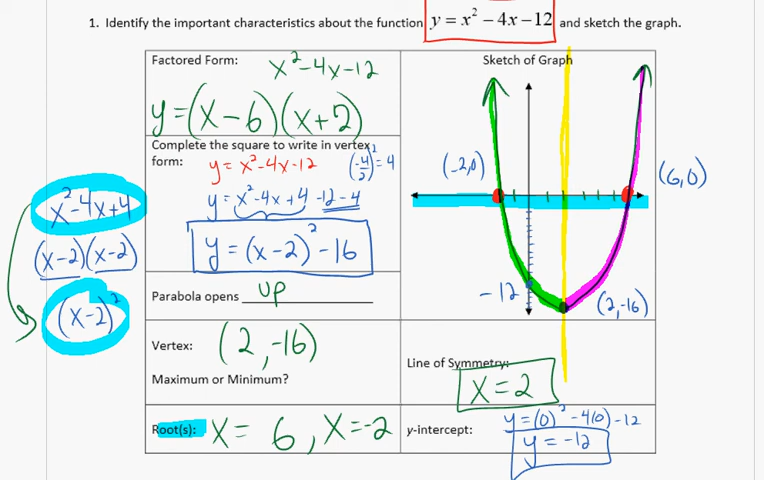 1. Identify the important characteristics about the function y = x² − 4x − 12 and sketch the graph.
Factored Form:
x²-4x-12
y=(x-6)(x+2)
Complete the square to write in vertex
form:
y=x²-4x-12 (-4/2)²=4
y=x²-4x+4 -12-4
y=(x-2)²-16
x²-4x+4
(x-2)(x-2)
(x-2)²
Parabola opens up
Vertex: (2,-16)
Maximum or Minimum?
Root(s): x= 6, x=-2
Sketch of Graph
(-2,0)
(6,0)
-12
(2,-16)
Line of Symmetry:
x=2
y-intercept:
y=(0)²-4(0)-12
y=-12